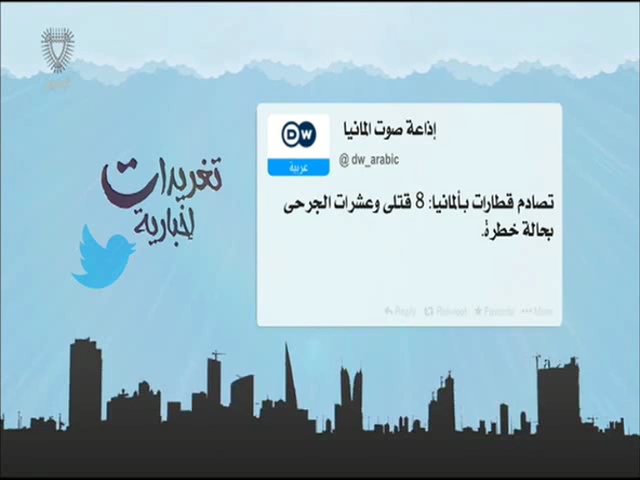 تغريدات
إخبارية
DW
عربية
إذاعة صوت المانيا
@ dw_arabic
تصادم قطارات بألمانيا: 8 قتلى وعشرات الجرحى
بحالة خطرة.
Reply Retweet Favorite More